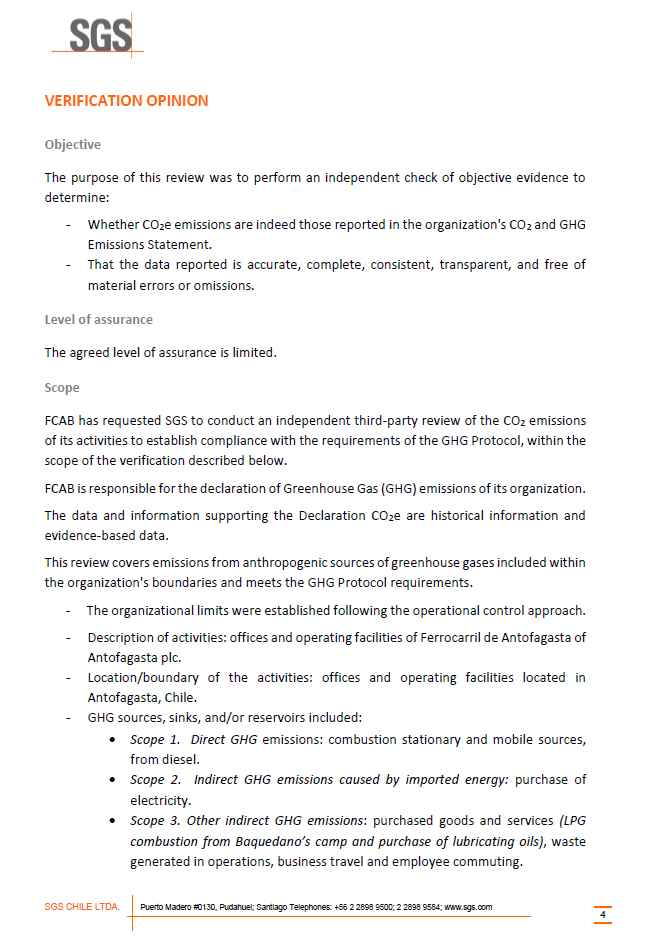 SGS
VERIFICATION OPINION
Objective
The purpose of this review was to perform an independent check of objective evidence to
determine:
- Whether CO₂e emissions are indeed those reported in the organization's CO₂ and GHG
Emissions Statement.
- That the data reported is accurate, complete, consistent, transparent, and free of
material errors or omissions.
Level of assurance
The agreed level of assurance is limited.
Scope
FCAB has requested SGS to conduct an independent third-party review of the CO₂ emissions
of its activities to establish compliance with the requirements of the GHG Protocol, within the
scope of the verification described below.
FCAB is responsible for the declaration of Greenhouse Gas (GHG) emissions of its organization.
The data and information supporting the Declaration CO₂e are historical information and
evidence-based data.
This review covers emissions from anthropogenic sources of greenhouse gases included within
the organization's boundaries and meets the GHG Protocol requirements.
- The organizational limits were established following the operational control approach.
- Description of activities: offices and operating facilities of Ferrocarril de Antofagasta of
Antofagasta plc.
- Location/boundary of the activities: offices and operating facilities located in
Antofagasta, Chile.
- GHG sources, sinks, and/or reservoirs included:
• Scope 1. Direct GHG emissions: combustion stationary and mobile sources,
from diesel.
• Scope 2. Indirect GHG emissions caused by imported energy: purchase of
electricity.
• Scope 3. Other indirect GHG emissions: purchased goods and services (LPG
combustion from Baquedano's camp and purchase of lubricating oils), waste
generated in operations, business travel and employee commuting.
SGS CHILE LTDA. Puerto Madero #0130, Pudahuel; Santiago Telephones: +56 2 2898 9500; 2 2898 9584; www.sgs.com
4